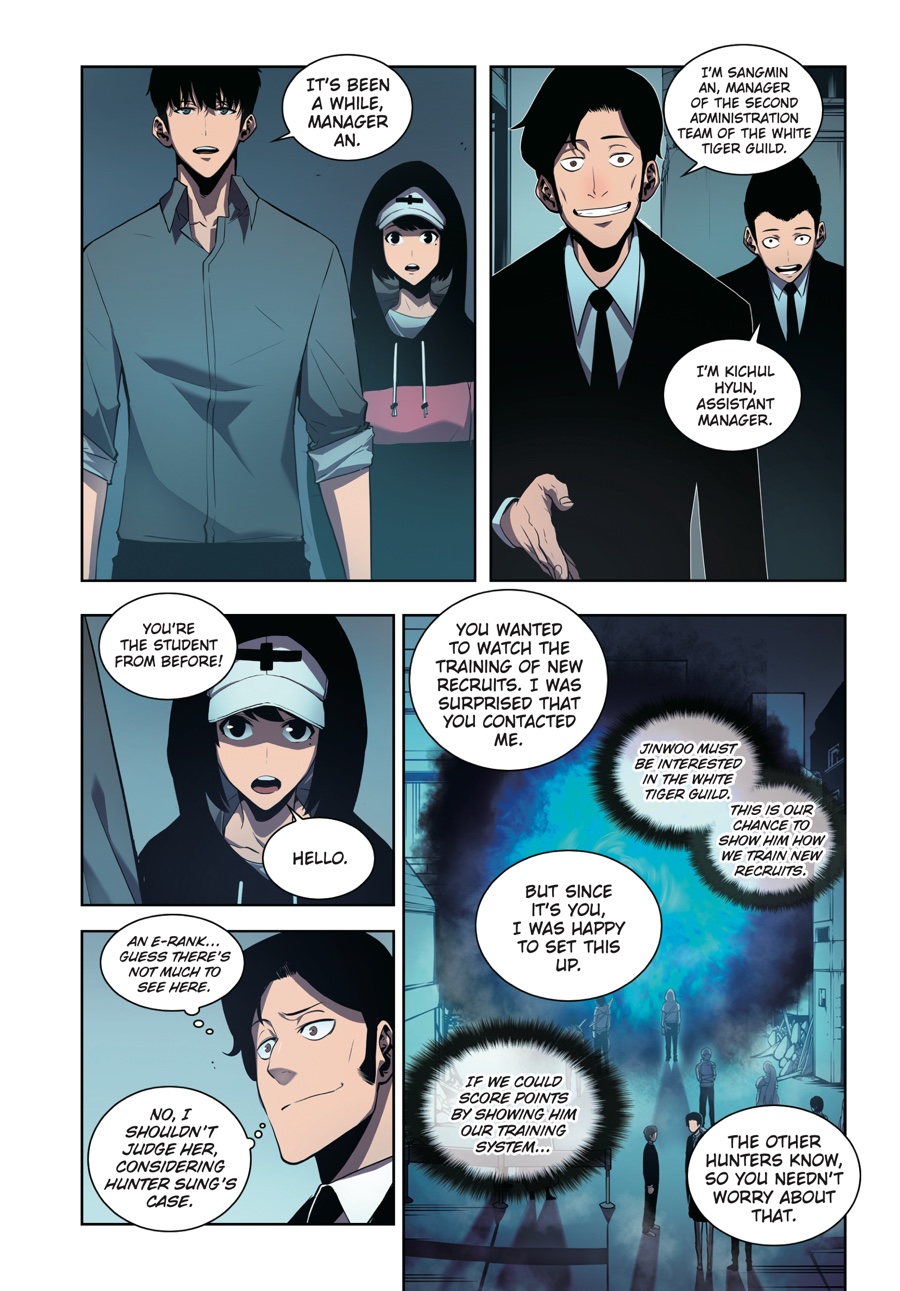 IT'S BEEN
A WHILE,
MANAGER
AN.
I'M SANGMIN
AN, MANAGER
OF THE SECOND
ADMINISTRATION
TEAM OF THE WHITE
TIGER GUILD.
I'M KICHUL
HYUN,
ASSISTANT
MANAGER.
YOU'RE
THE STUDENT
FROM BEFORE!
HELLO.
AN E-RANK...
GUESS THERE'S
NOT MUCH TO
SEE HERE.
NO, I
SHOULDN'T
JUDGE HER,
CONSIDERING
HUNTER SUNG'S
CASE.
YOU WANTED
TO WATCH THE
TRAINING OF NEW
RECRUITS. I WAS
SURPRISED THAT
YOU CONTACTED
ME.
JINWOO MUST
BE INTERESTED
IN THE WHITE
TIGER GUILD.
THIS IS OUR
CHANCE TO
SHOW HIM HOW
WE TRAIN NEW
RECRUITS.
BUT SINCE
IT'S YOU,
I WAS HAPPY
TO SET THIS
UP.
IF WE COULD
SCORE POINTS
BY SHOWING HIM
OUR TRAINING
SYSTEM...
THE OTHER
HUNTERS KNOW,
SO YOU NEEDN'T
WORRY ABOUT
THAT.